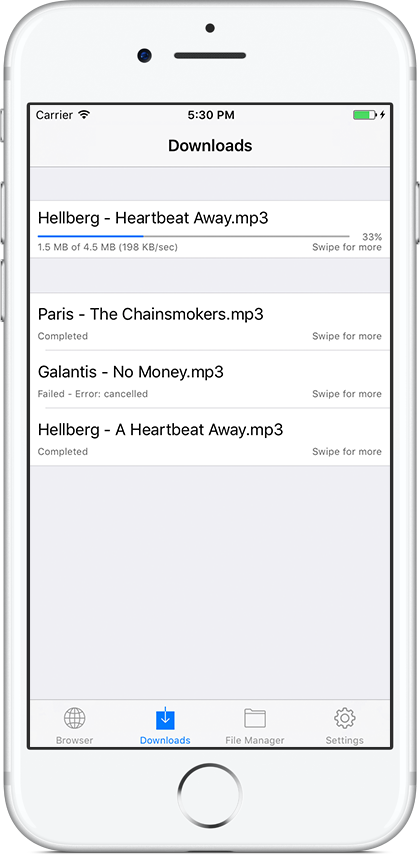 Carrier 5:30 PM
Downloads
Hellberg - Heartbeat Away.mp3
33%
1.5 MB of 4.5 MB (198 KB/sec) Swipe for more
Paris - The Chainsmokers.mp3
Completed Swipe for more
Galantis - No Money.mp3
Failed - Error: cancelled Swipe for more
Hellberg - A Heartbeat Away.mp3
Completed Swipe for more
Browser Downloads File Manager Settings